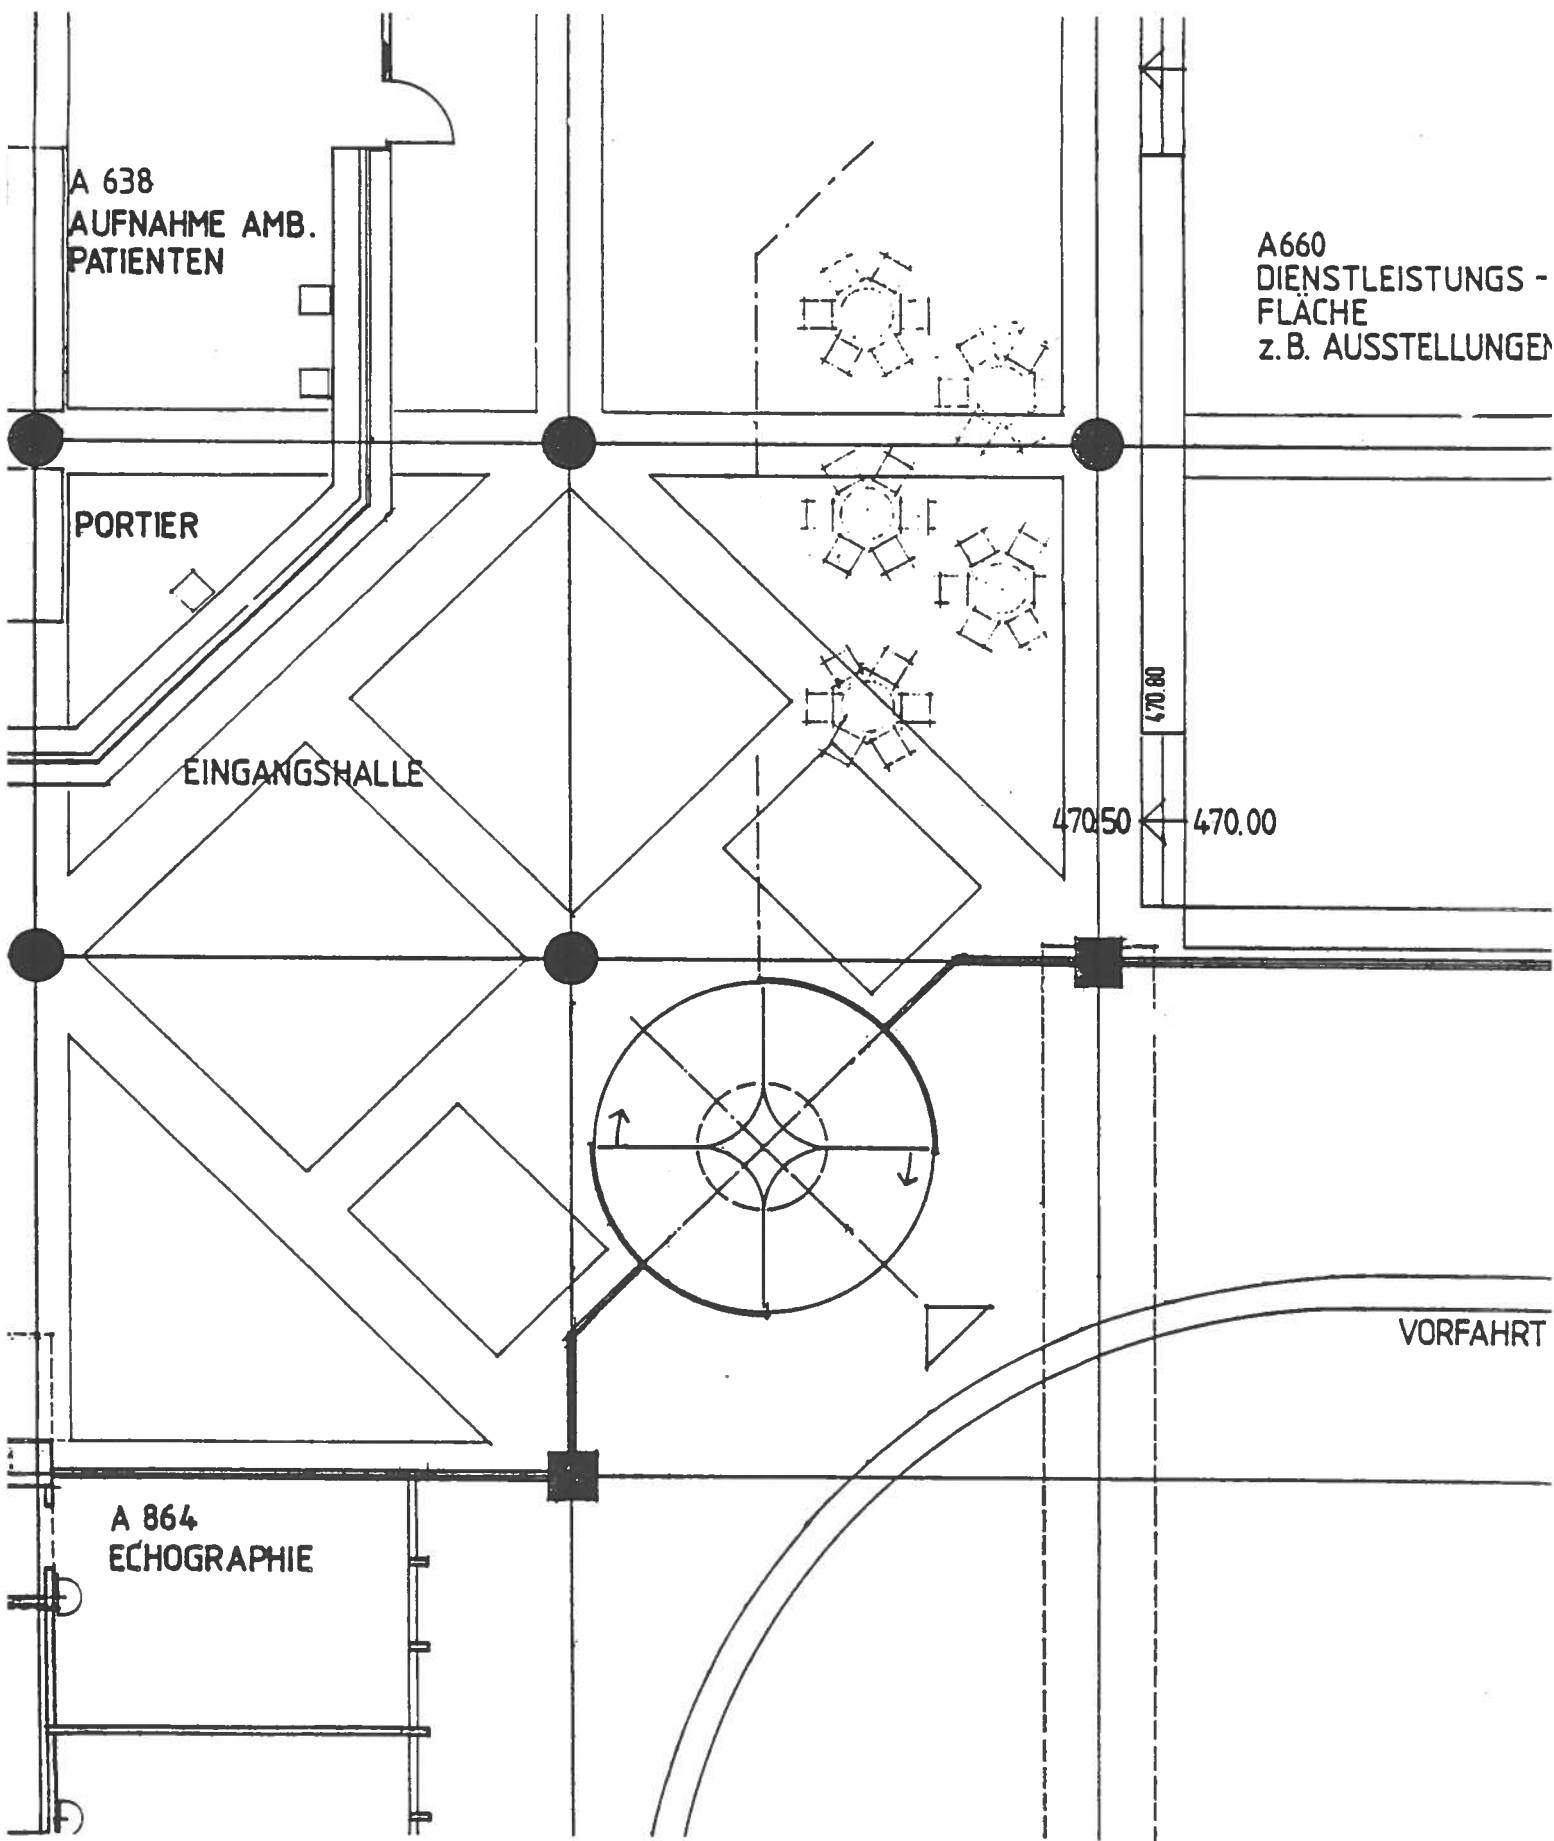 A 638
AUFNAHME AMB.
PATIENTEN
A660
DIENSTLEISTUNGS -
FLÄCHE
z.B. AUSSTELLUNGEN
PORTIER
470.80
EINGANGSHALLE
470.50
470.00
VORFAHRT
A 864
ECHOGRAPHIE